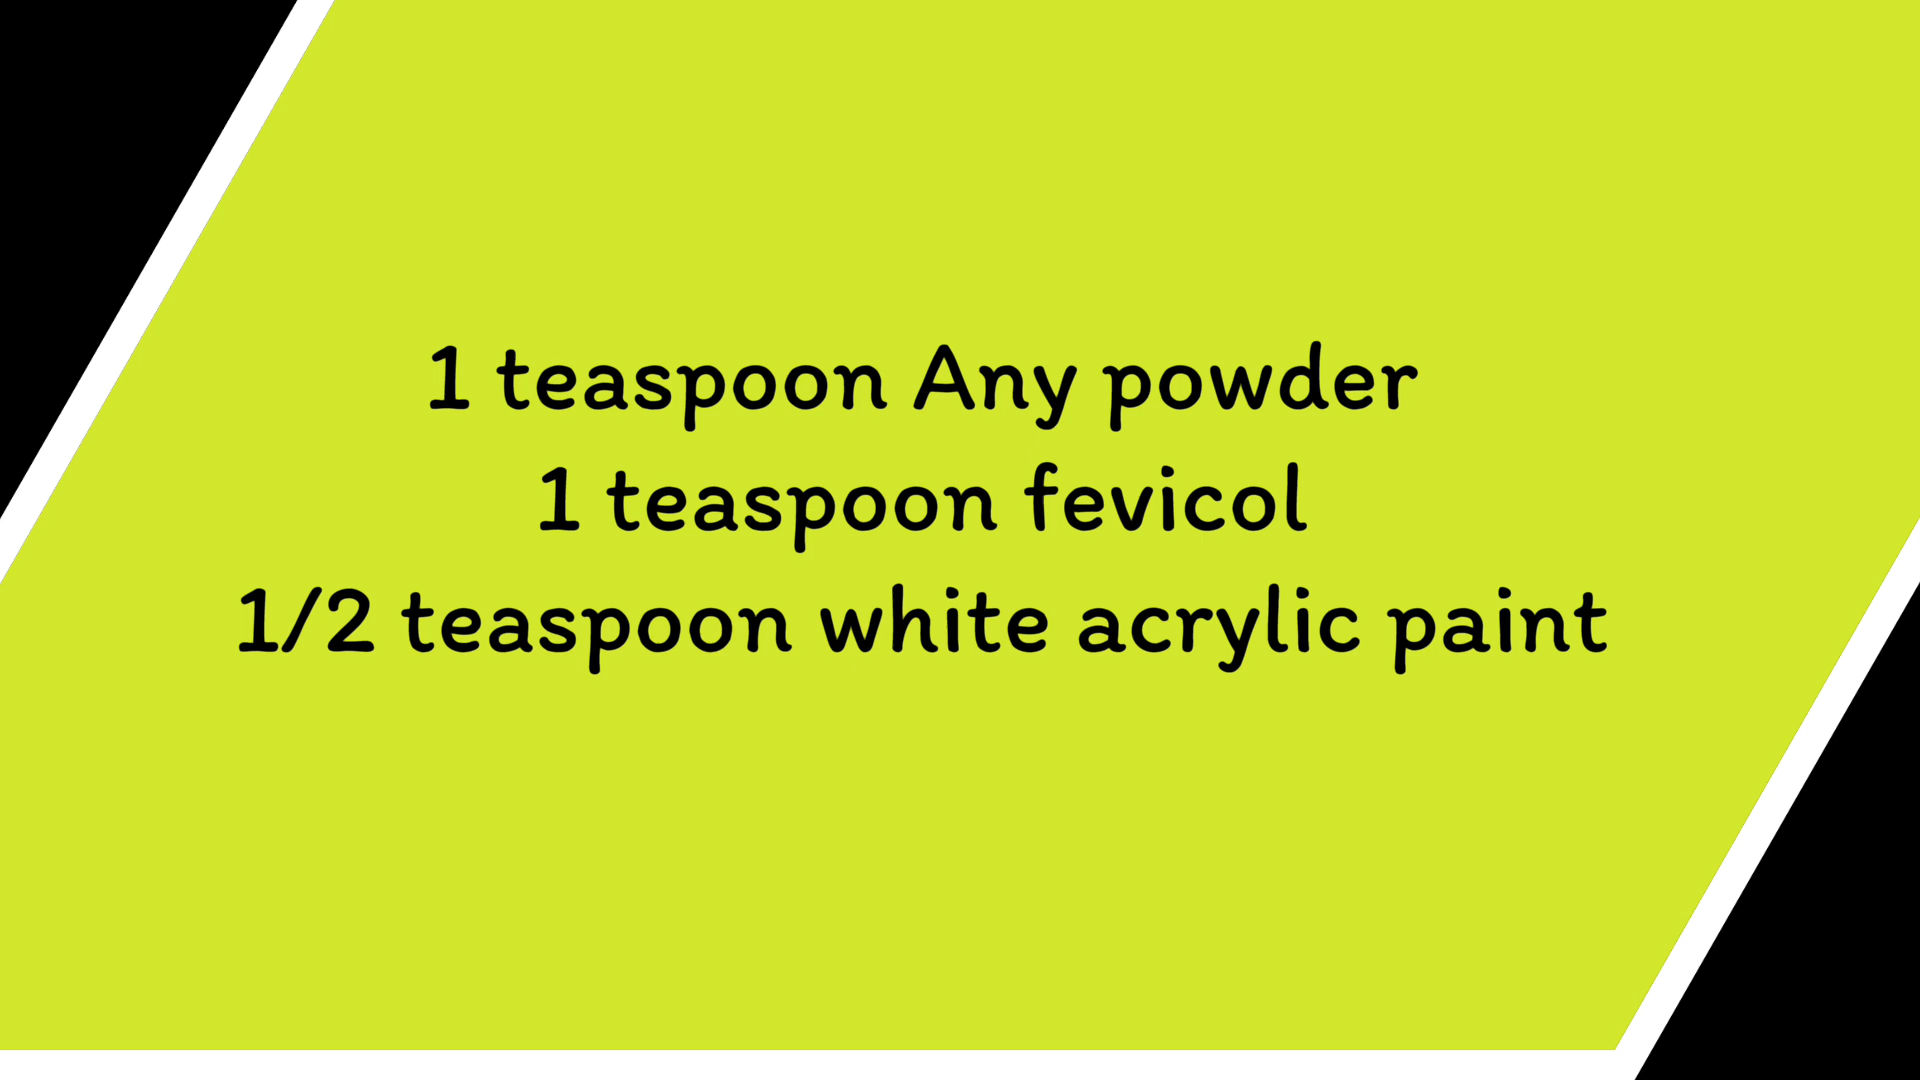 1 teaspoon Any powder
1 teaspoon fevicol
1/2 teaspoon white acrylic paint